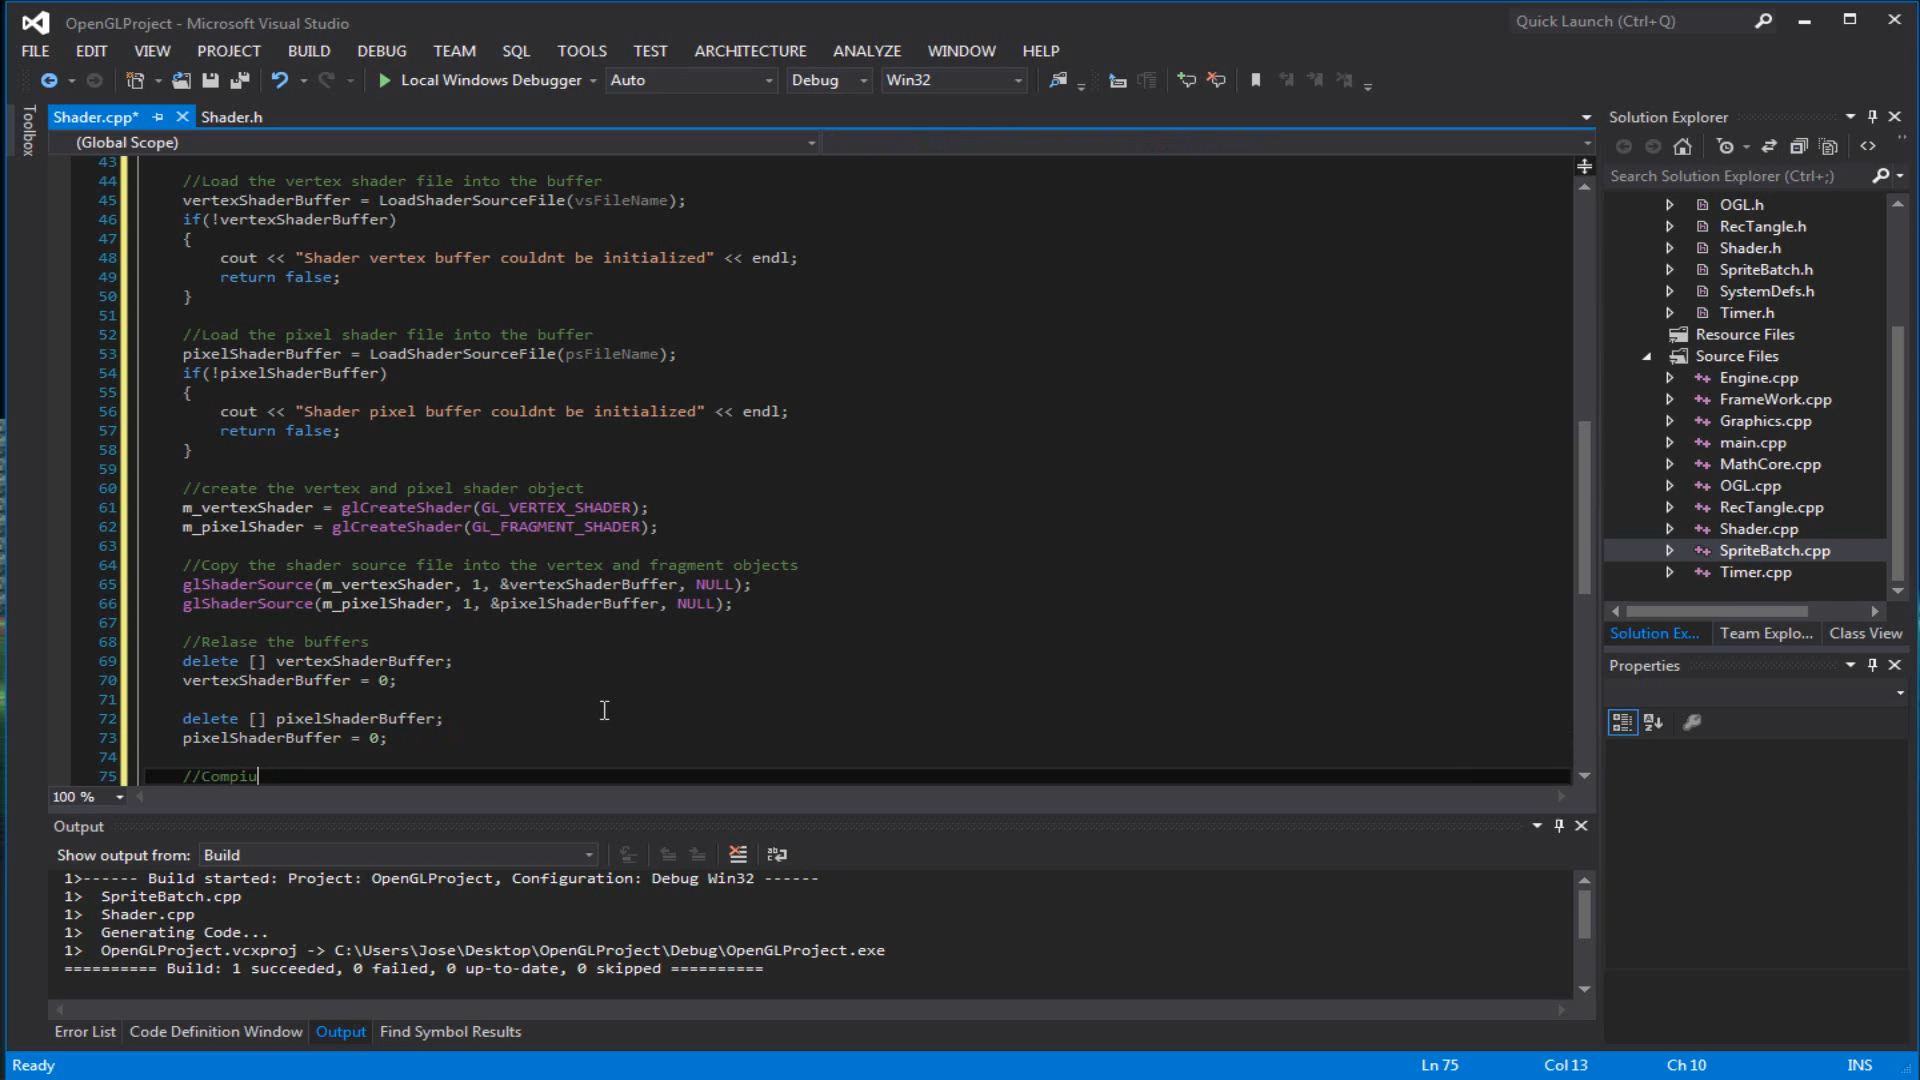 OpenGLProject - Microsoft Visual Studio
Quick Launch (Ctrl+Q)
FILE EDIT VIEW PROJECT BUILD DEBUG TEAM SQL TOOLS TEST ARCHITECTURE ANALYZE WINDOW HELP
Local Windows Debugger Auto Debug Win32
Toolbox
Shader.cpp* Shader.h
(Global Scope)
43
44 //Load the vertex shader file into the buffer
45 vertexShaderBuffer = LoadShaderSourceFile(vsFileName);
46 if(!vertexShaderBuffer)
47 {
48 cout << "Shader vertex buffer couldnt be initialized" << endl;
49 return false;
50 }
51
52 //Load the pixel shader file into the buffer
53 pixelShaderBuffer = LoadShaderSourceFile(psFileName);
54 if(!pixelShaderBuffer)
55 {
56 cout << "Shader pixel buffer couldnt be initialized" << endl;
57 return false;
58 }
59
60 //create the vertex and pixel shader object
61 m_vertexShader = glCreateShader(GL_VERTEX_SHADER);
62 m_pixelShader = glCreateShader(GL_FRAGMENT_SHADER);
63
64 //Copy the shader source file into the vertex and fragment objects
65 glShaderSource(m_vertexShader, 1, &vertexShaderBuffer, NULL);
66 glShaderSource(m_pixelShader, 1, &pixelShaderBuffer, NULL);
67
68 //Relase the buffers
69 delete [] vertexShaderBuffer;
70 vertexShaderBuffer = 0;
71
72 delete [] pixelShaderBuffer;
73 pixelShaderBuffer = 0;
74
75 //Compiu
100 %
Output
Show output from: Build
1>------ Build started: Project: OpenGLProject, Configuration: Debug Win32 ------
1> SpriteBatch.cpp
1> Shader.cpp
1> Generating Code...
1> OpenGLProject.vcxproj -> C:\Users\Jose\Desktop\OpenGLProject\Debug\OpenGLProject.exe
========== Build: 1 succeeded, 0 failed, 0 up-to-date, 0 skipped ==========
Error List Code Definition Window Output Find Symbol Results
Solution Explorer
Search Solution Explorer (Ctrl+;)
OGL.h
RecTangle.h
Shader.h
SpriteBatch.h
SystemDefs.h
Timer.h
Resource Files
Source Files
Engine.cpp
FrameWork.cpp
Graphics.cpp
main.cpp
MathCore.cpp
OGL.cpp
RecTangle.cpp
Shader.cpp
SpriteBatch.cpp
Timer.cpp
Solution Ex... Team Explo... Class View
Properties
Ready
Ln 75 Col 13 Ch 10 INS